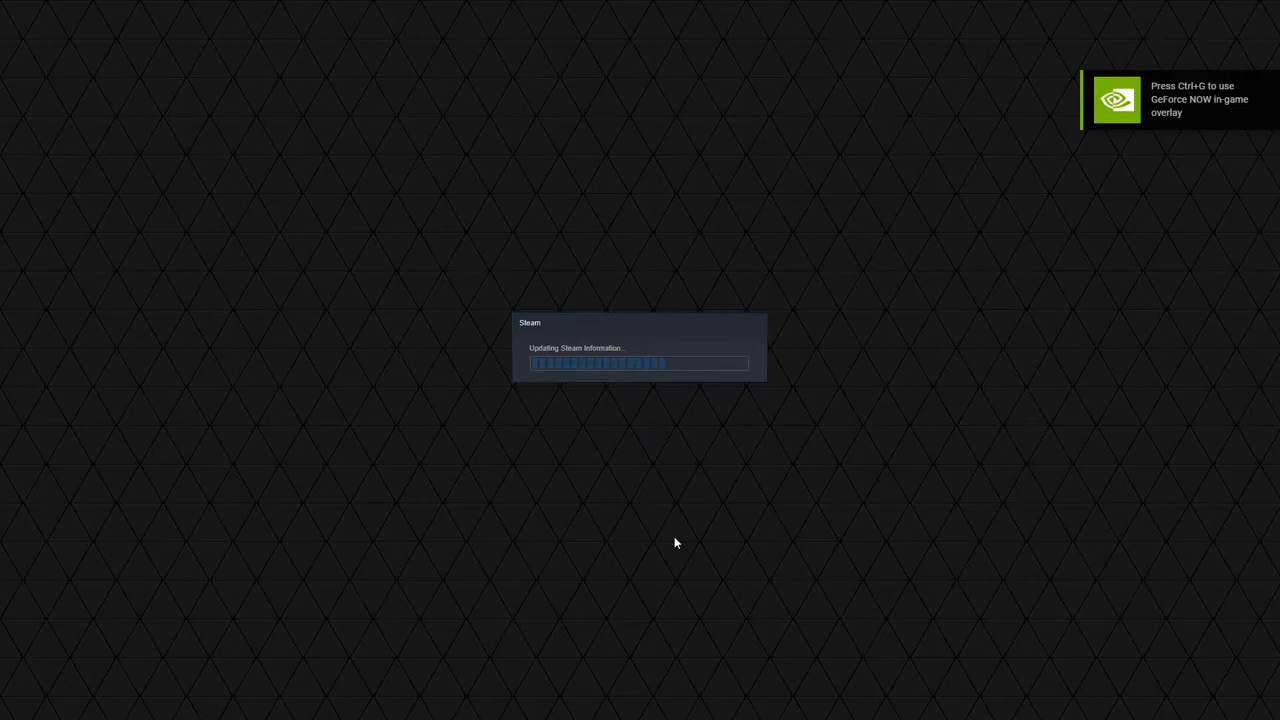 Press Ctrl+G to use
GeForce NOW in-game
overlay
Steam
Updating Steam Information...